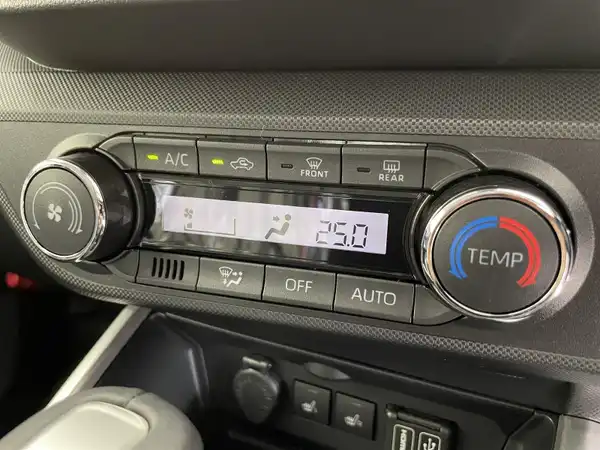 A/C
FRONT
REAR
25.0
TEMP
OFF
AUTO